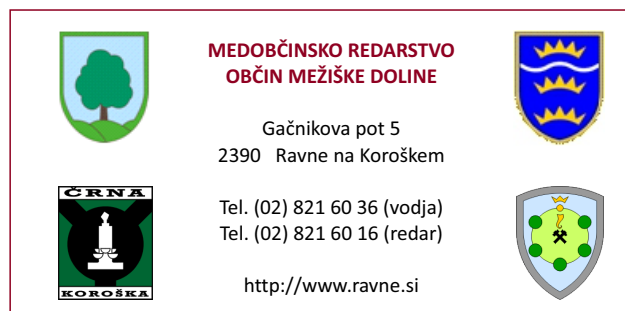 MEDOBČINSKO REDARSTVO
OBČIN MEŽIŠKE DOLINE
Gačnikova pot 5
2390 Ravne na Koroškem
ČRNA
KOROŠKA
Tel. (02) 821 60 36 (vodja)
Tel. (02) 821 60 16 (redar)
http://www.ravne.si